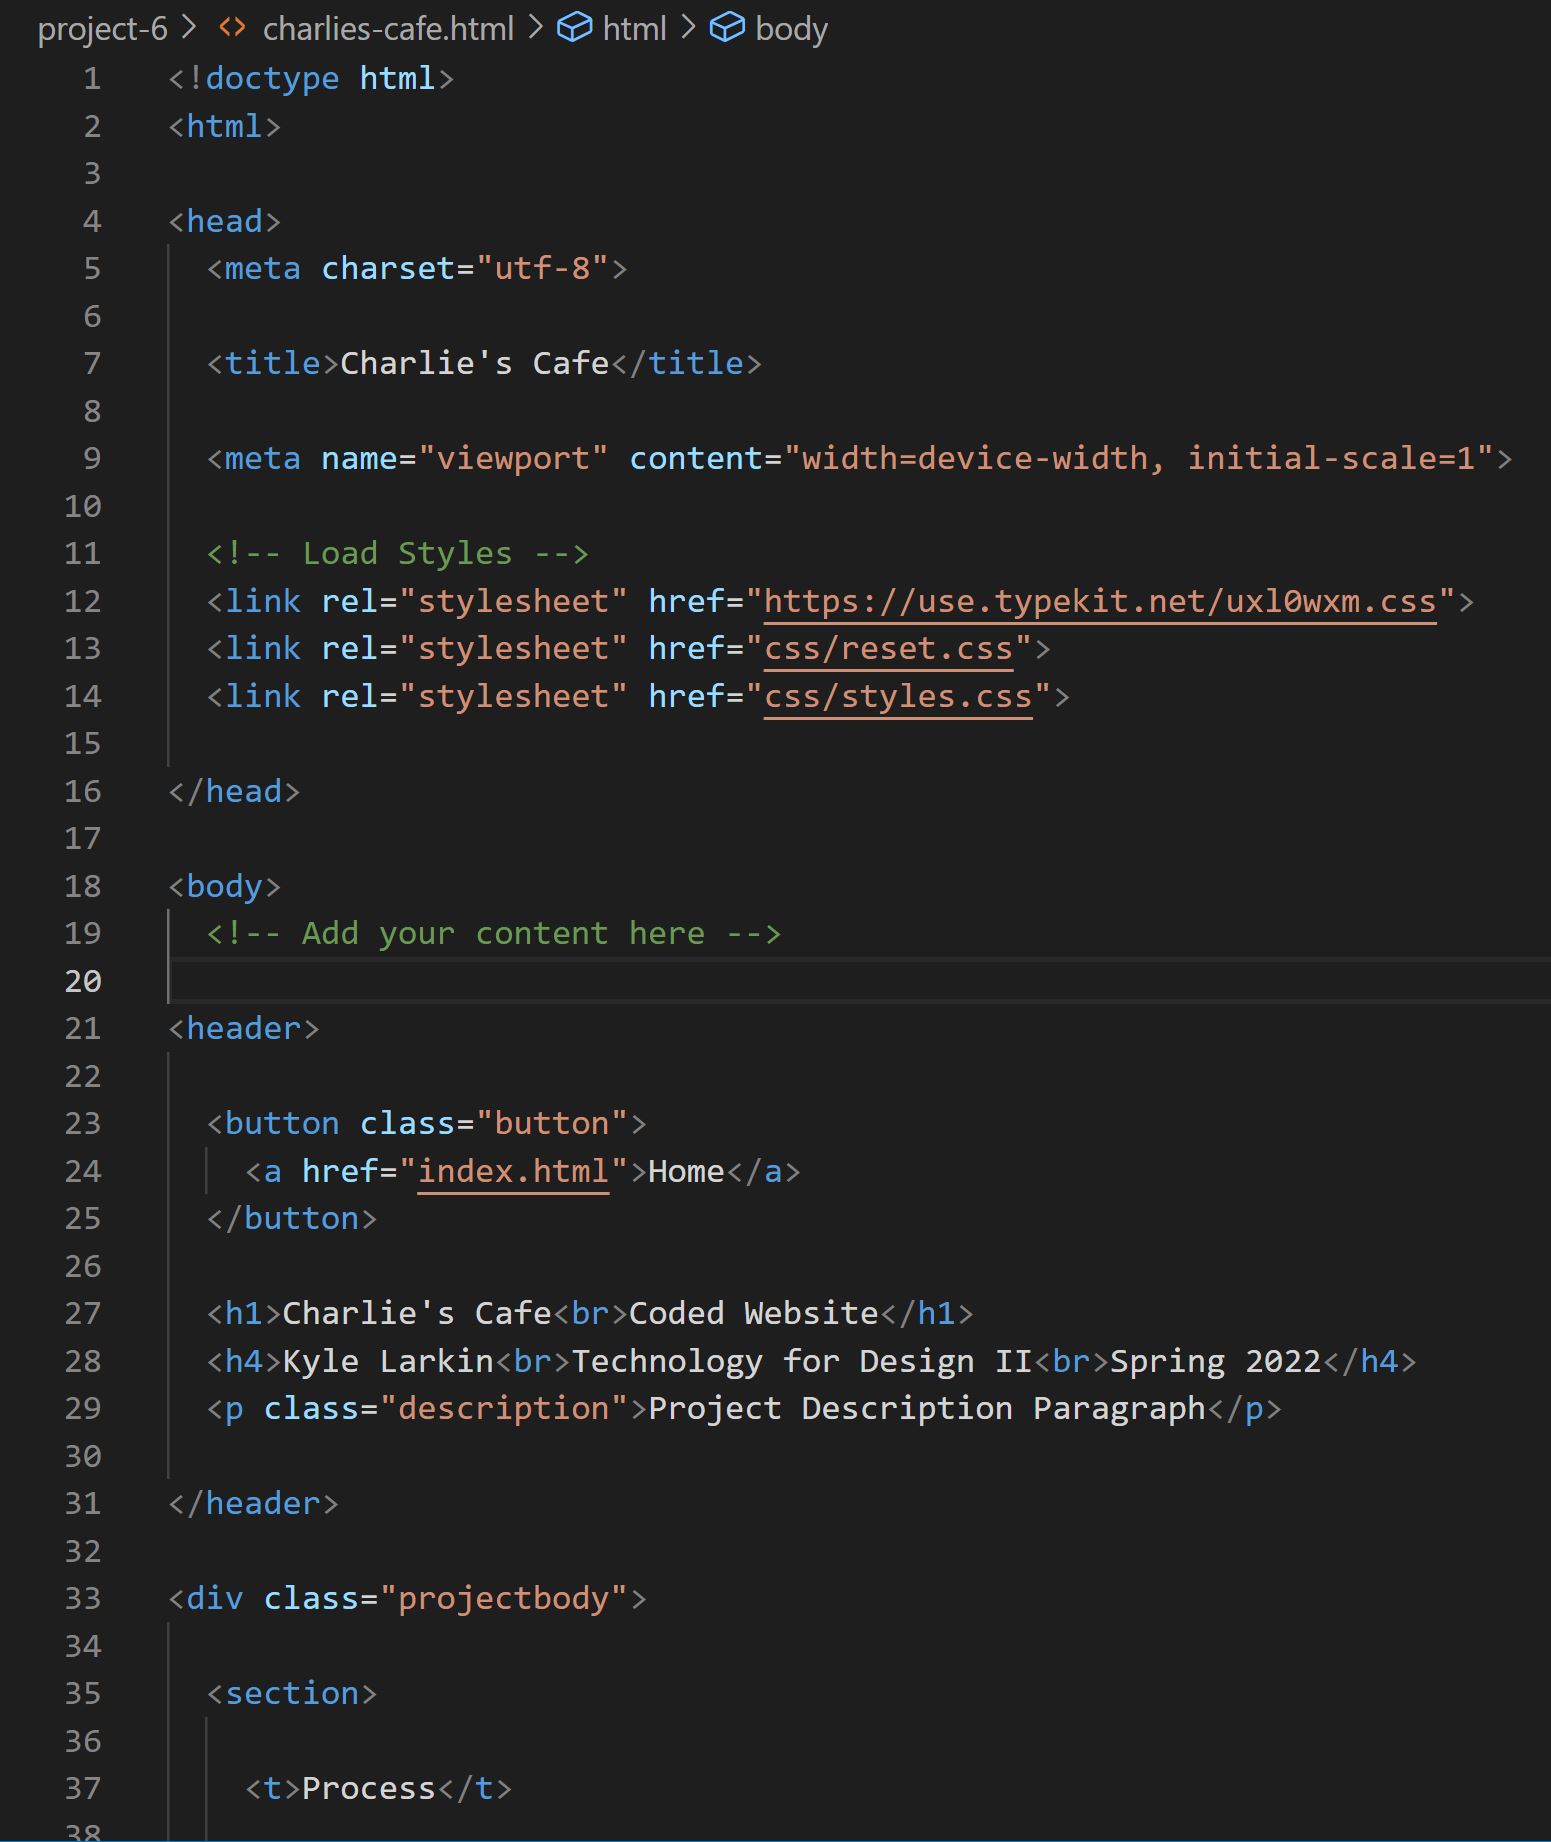 project-6 > <> charlies-cafe.html > html > body
1 <!doctype html>
2 <html>
3
4 <head>
5   <meta charset="utf-8">
6
7   <title>Charlie's Cafe</title>
8
9   <meta name="viewport" content="width=device-width, initial-scale=1">
10
11   <!-- Load Styles -->
12   <link rel="stylesheet" href="https://use.typekit.net/uxl0wxm.css">
13   <link rel="stylesheet" href="css/reset.css">
14   <link rel="stylesheet" href="css/styles.css">
15
16 </head>
17
18 <body>
19   <!-- Add your content here -->
20
21 <header>
22
23   <button class="button">
24     <a href="index.html">Home</a>
25   </button>
26
27   <h1>Charlie's Cafe<br>Coded Website</h1>
28   <h4>Kyle Larkin<br>Technology for Design II<br>Spring 2022</h4>
29   <p class="description">Project Description Paragraph</p>
30
31 </header>
32
33 <div class="projectbody">
34
35   <section>
36
37     <t>Process</t>
38